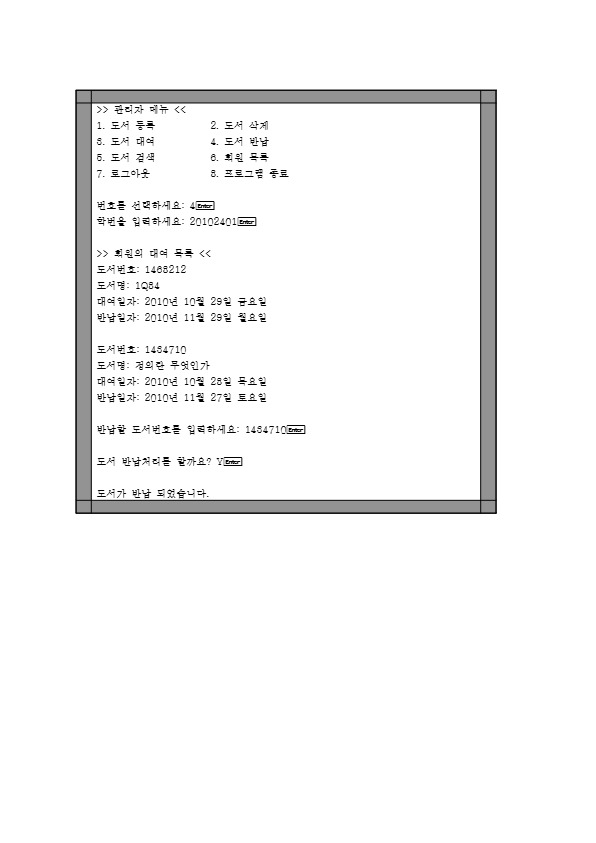 >> 관리자 메뉴 <<
1. 도서 등록 2. 도서 삭제
3. 도서 대여 4. 도서 반납
5. 도서 검색 6. 회원 목록
7. 로그아웃 8. 프로그램 종료
번호를 선택하세요: 4Enter
학번을 입력하세요: 20102401Enter
>> 회원의 대여 목록 <<
도서번호: 1468212
도서명: 1Q84
대여일자: 2010년 10월 29일 금요일
반납일자: 2010년 11월 29일 월요일
도서번호: 1464710
도서명: 정의란 무엇인가
대여일자: 2010년 10월 28일 목요일
반납일자: 2010년 11월 27일 토요일
반납할 도서번호를 입력하세요: 1464710Enter
도서 반납처리를 할까요? YEnter
도서가 반납 되었습니다.